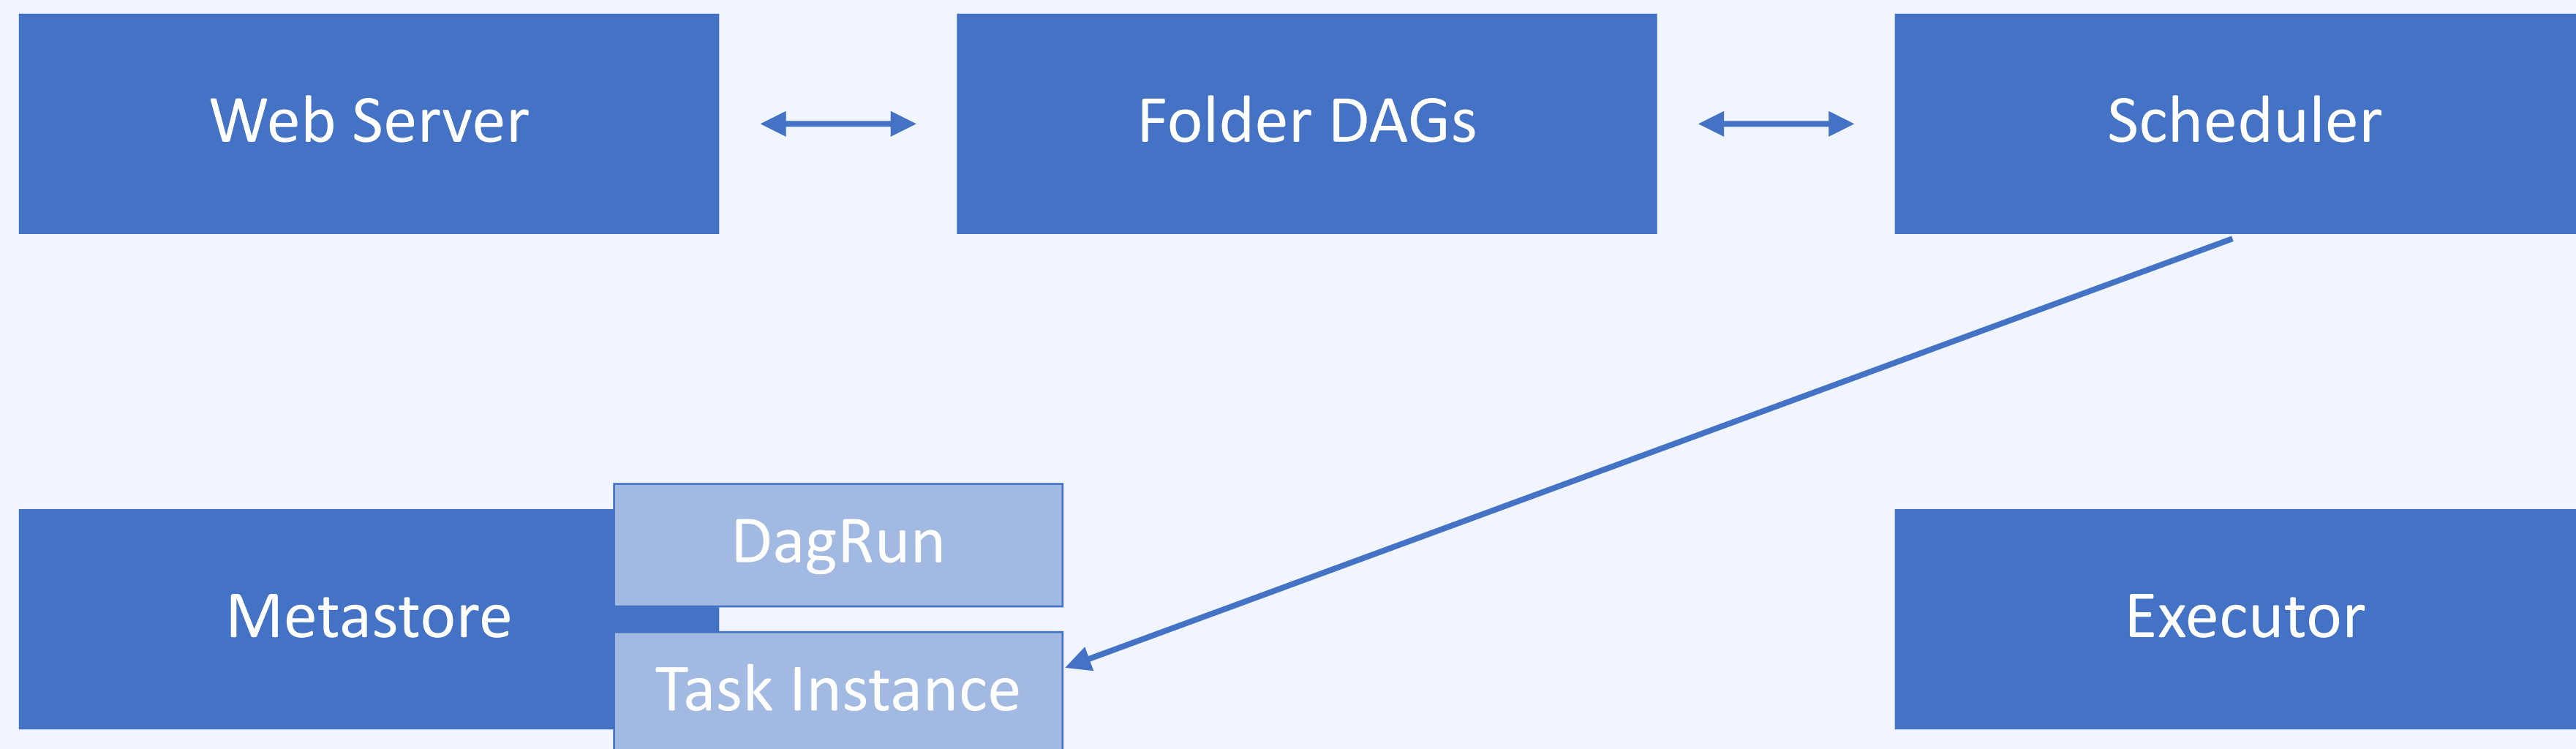 Web Server
Folder DAGs
Scheduler
DagRun
Metastore
Executor
Task Instance